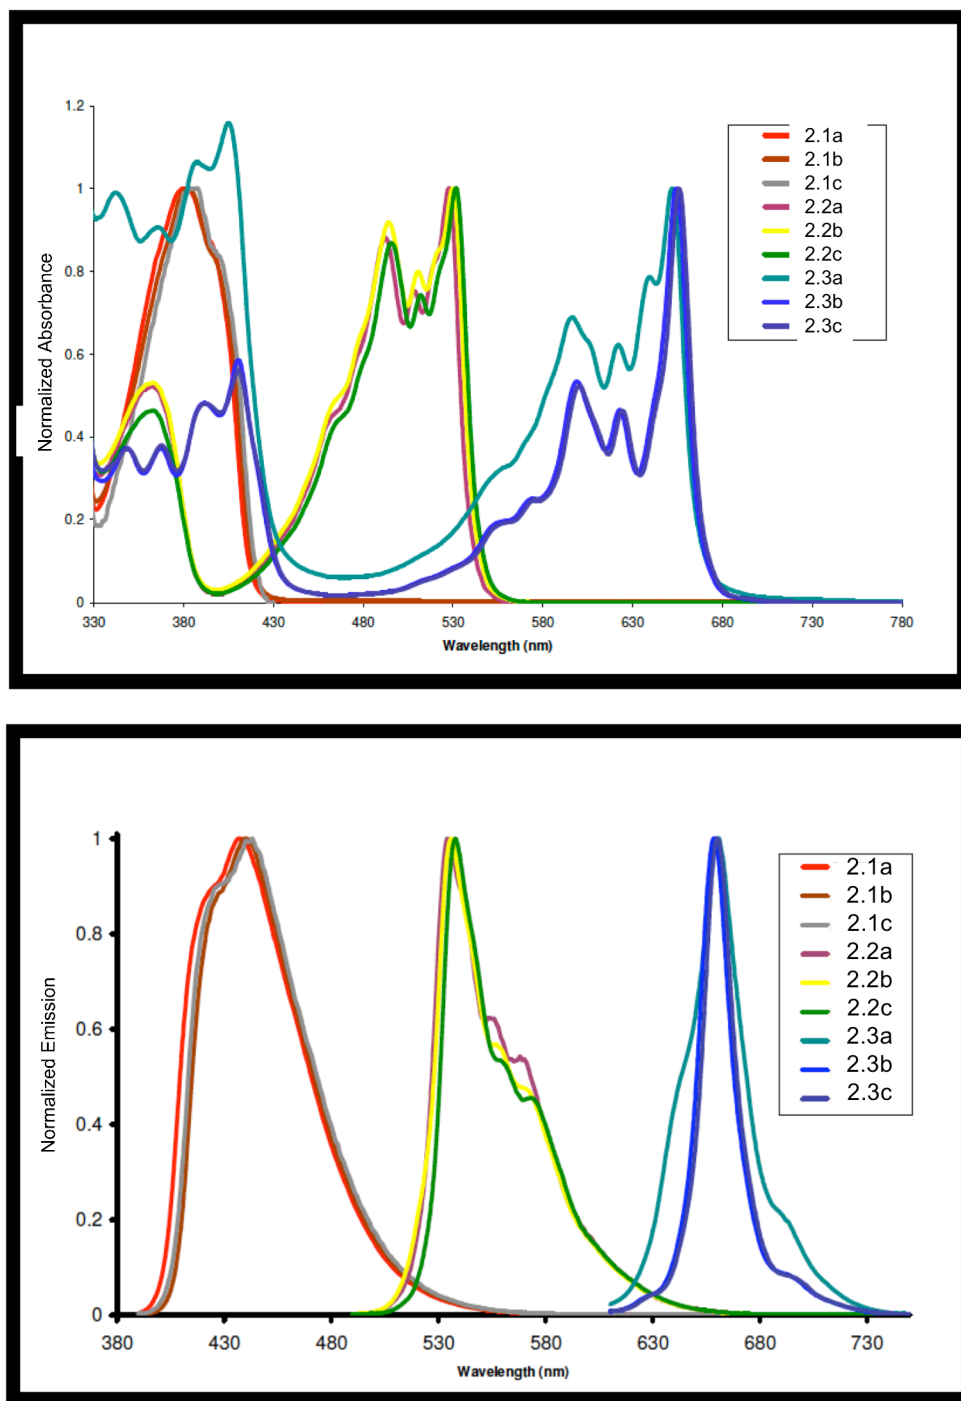 1.2
1
0.8
0.6
0.4
0.2
0
Normalized Absorbance
330 380 430 480 530 580 630 680 730 780
Wavelength (nm)
2.1a
2.1b
2.1c
2.2a
2.2b
2.2c
2.3a
2.3b
2.3c
1
0.8
0.6
0.4
0.2
0
Normalized Emission
380 430 480 530 580 630 680 730
Wavelength (nm)
2.1a
2.1b
2.1c
2.2a
2.2b
2.2c
2.3a
2.3b
2.3c